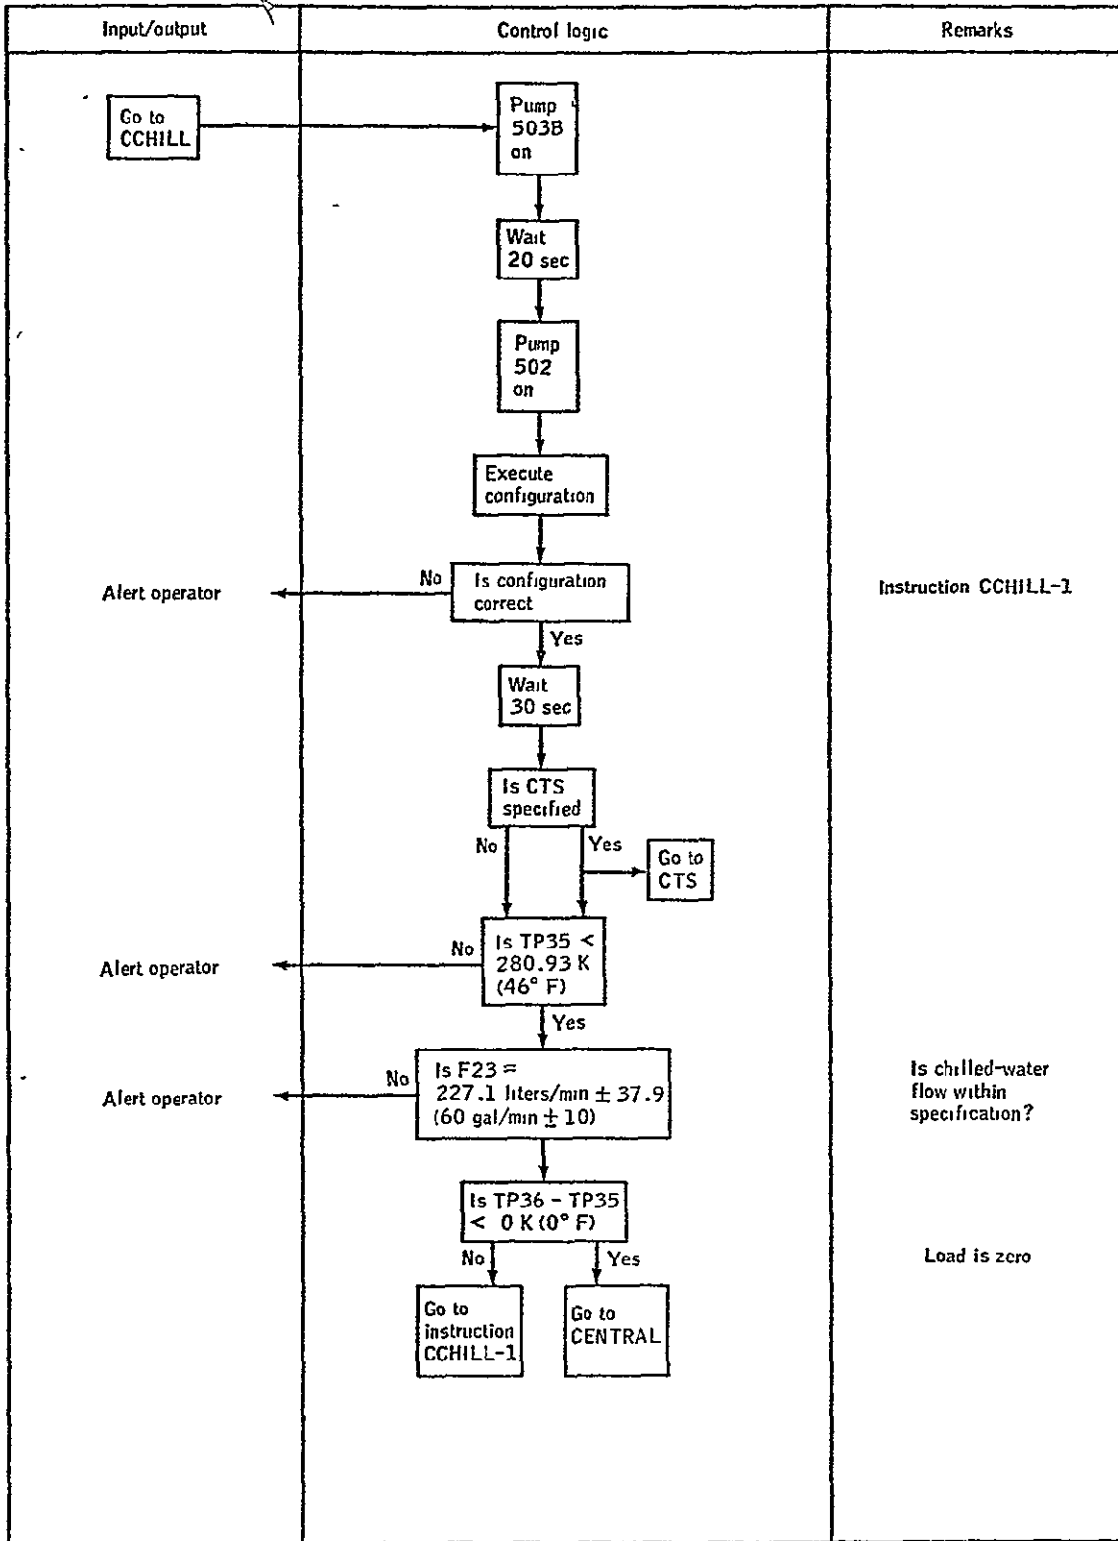 Input/output
Control logic
Remarks
Go to
CCHILL
Pump
503B
on
Wait
20 sec
Pump
502
on
Execute
configuration
Alert operator
No
Is configuration
correct
Instruction CCHILL-1
Yes
Wait
30 sec
Is CTS
specified
No
Yes
Go to
CTS
Alert operator
No
Is TP35 <
280.93 K
(46° F)
Yes
Alert operator
No
Is F23 =
227.1 liters/min ± 37.9
(60 gal/min ± 10)
Is chilled-water
flow within
specification?
Is TP36 - TP35
< 0 K (0° F)
No
Yes
Load is zero
Go to
instruction
CCHILL-1
Go to
CENTRAL